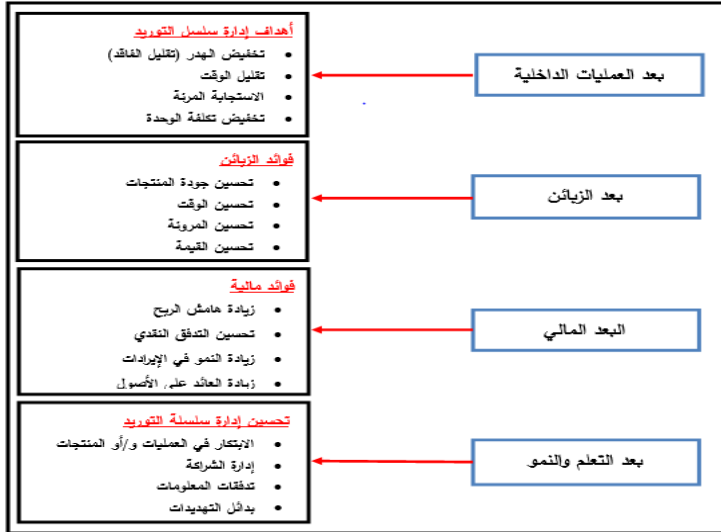 أهداف إدارة سلسل التوريد
• تخفيض الهدر (تقليل الفاقد)
• تقليل الوقت
• الاستجابة المرنة
• تخفيض تكلفة الوحدة
بعد العمليات الداخلية
فوائد الزبائن
• تحسين جودة المنتجات
• تحسين الوقت
• تحسين المرونة
• تحسين القيمة
بعد الزبائن
فوائد مالية
• زيادة هامش الربح
• تحسين التدفق النقدي
• زيادة النمو في الإيرادات
• زيادة العائد على الأصول
البعد المالي
تحسين إدارة سلسلة التوريد
• الابتكار في العمليات و/أو المنتجات
• إدارة الشراكة
• تدفقات المعلومات
• بدائل التهديدات
بعد التعلم والنمو